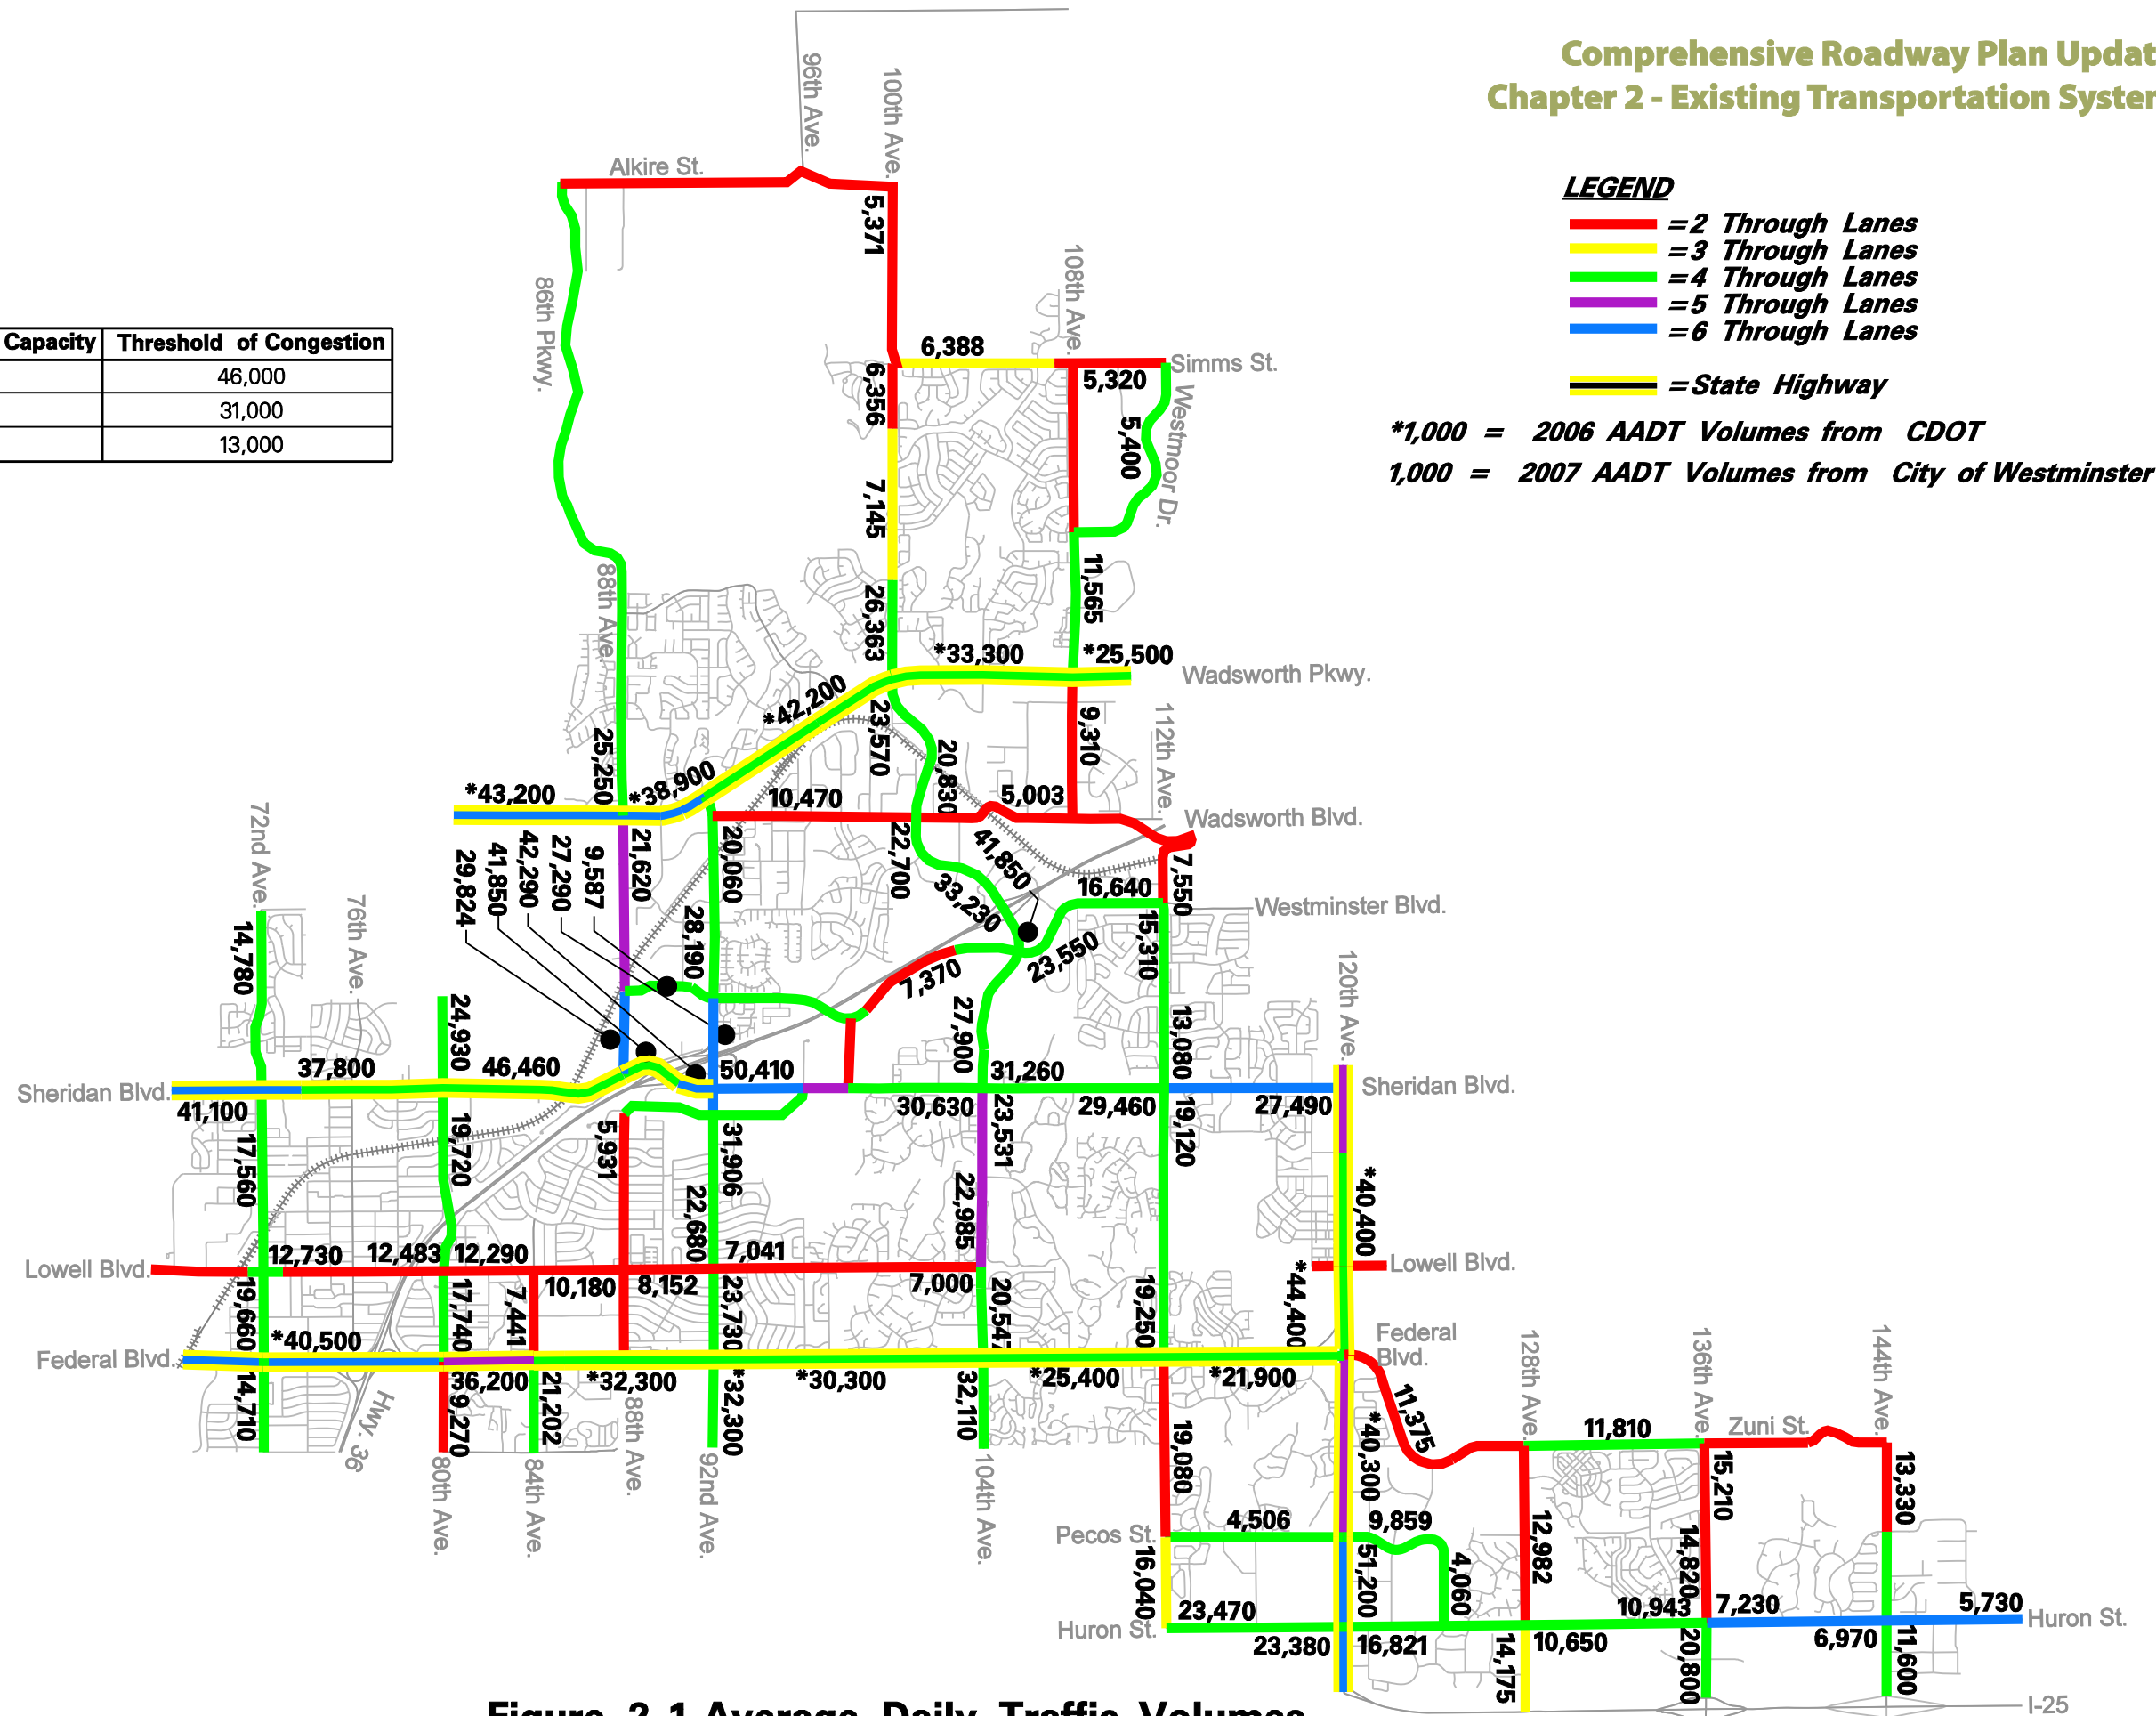 Comprehensive Roadway Plan Updat
Chapter 2 - Existing Transportation Syster
96th Ave.
100th Ave.
Alkire St.
5,371
LEGEND
=2 Through Lanes
=3 Through Lanes
=4 Through Lanes
=5 Through Lanes
=6 Through Lanes
=State Highway
*1,000 = 2006 AADT Volumes from CDOT
1,000 = 2007 AADT Volumes from City of Westminster
Capacity Threshold of Congestion
46,000
31,000
13,000
86th Pkwy.
108th Ave.
6,388
Simms St.
5,320
6,356
Westmoor Dr.
5,400
7,145
11,565
88th Ave.
26,363
*33,300
*25,500
Wadsworth Pkwy.
*42,200
23,570
9,310
112th Ave.
25,250
20,830
*43,200
*38,900
10,470
5,003
Wadsworth Blvd.
72nd Ave.
29,824
41,850
42,290
27,290
9,587
21,620
20,060
22,700
41,850
7,550
16,640
33,230
Westminster Blvd.
76th Ave.
14,780
28,190
15,310
23,550
7,370
120th Ave.
24,930
27,900
13,080
37,800
46,460
50,410
31,260
Sheridan Blvd.
Sheridan Blvd.
41,100
30,630
29,460
27,490
17,560
19,720
5,931
31,906
23,531
19,120
22,680
22,985
*40,400
12,730
12,483
12,290
7,041
Lowell Blvd.
Lowell Blvd.
10,180
8,152
7,000
19,660
17,740
7,441
23,730
20,547
19,250
*44,400
*40,500
Federal Blvd.
Federal
Blvd.
36,200
*32,300
*30,300
*25,400
*21,900
14,710
9,270
21,202
*32,300
32,110
11,375
128th Ave.
136th Ave.
144th Ave.
Hwy. 36
88th Ave.
19,080
*40,300
11,810
Zuni St.
80th Ave.
84th Ave.
92nd Ave.
104th Ave.
15,210
13,330
Pecos St.
4,506
9,859
12,982
14,820
16,040
51,200
4,060
23,470
10,943
7,230
5,730
Huron St.
Huron St.
23,380
16,821
14,175
10,650
20,800
6,970
11,600
I-25
Figure 2-1 Average Daily Traffic Volumes